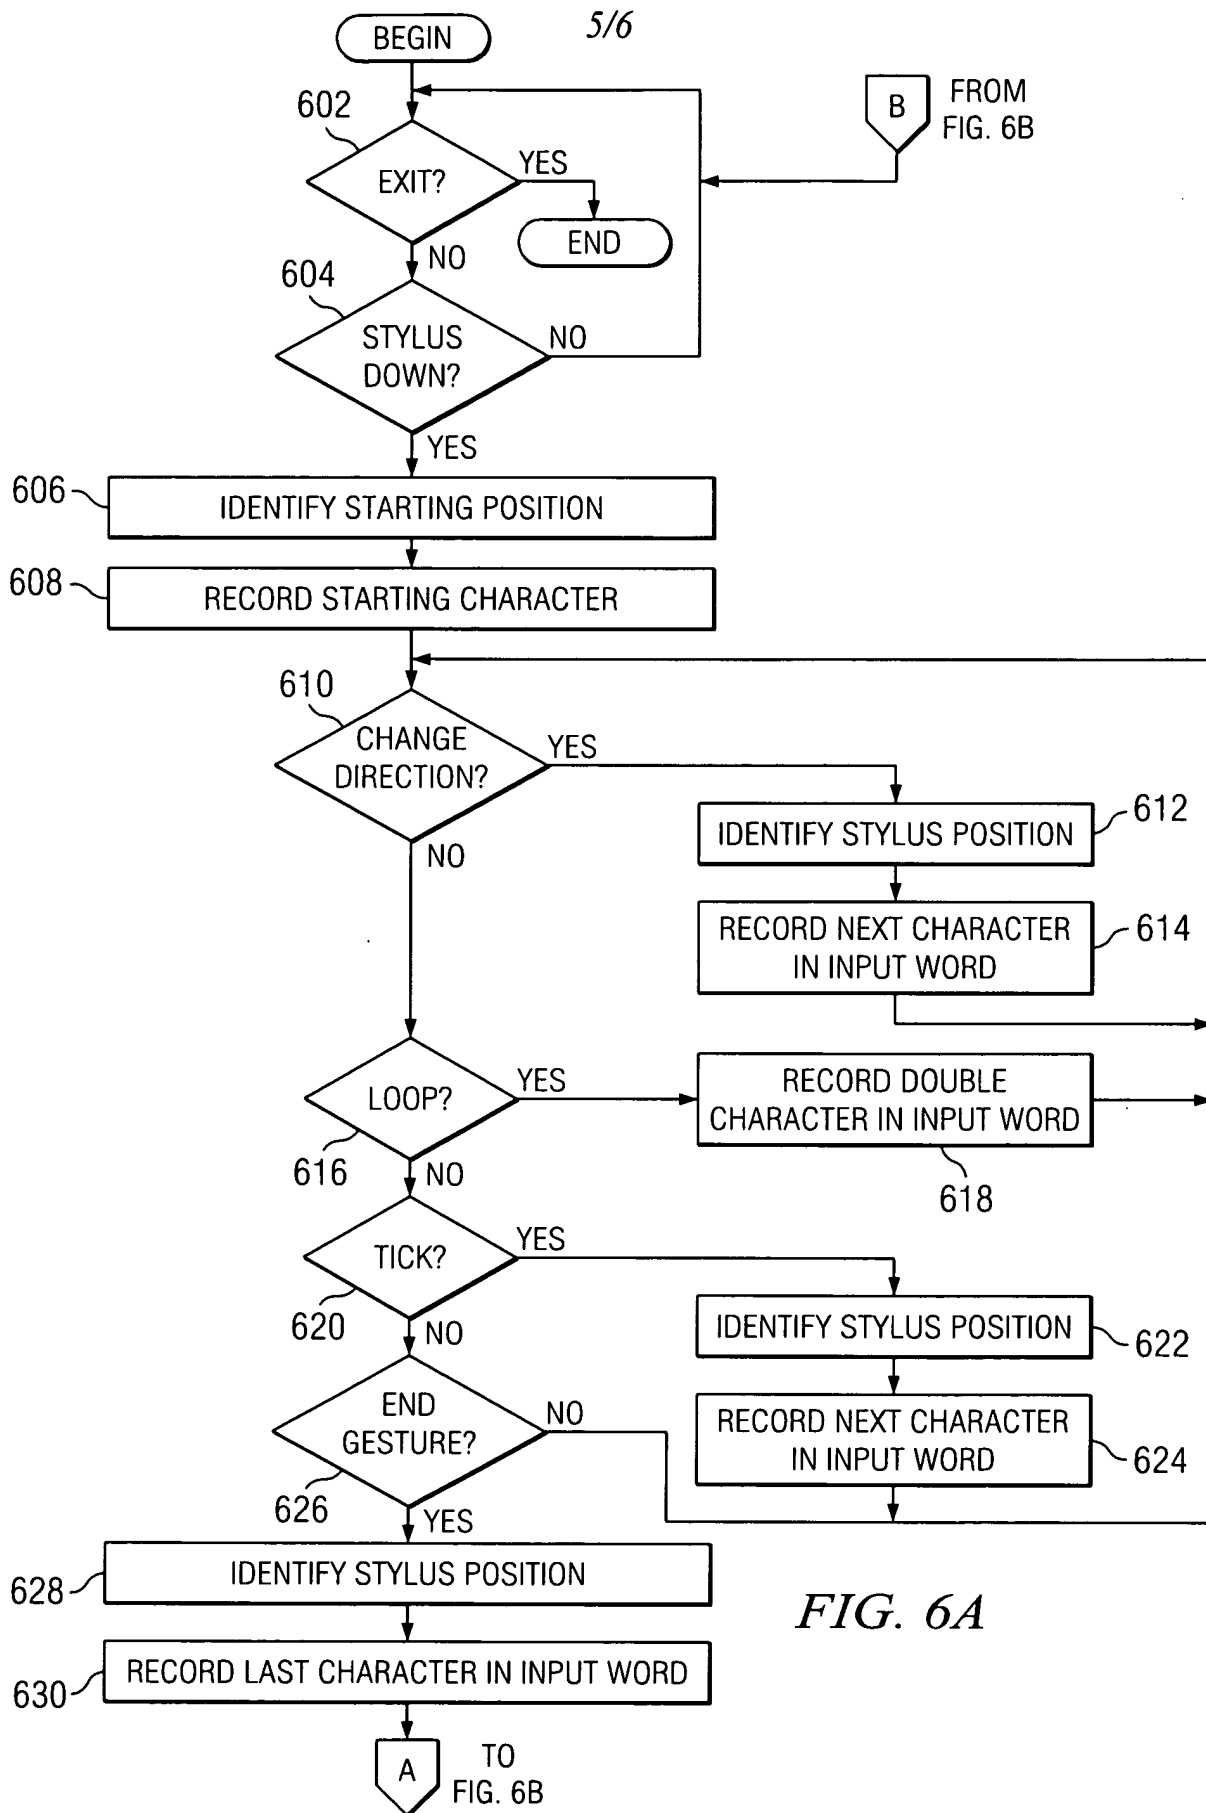 5/6
BEGIN
B
FROM
FIG. 6B
602
EXIT?
YES
END
NO
604
STYLUS
DOWN?
NO
YES
606
IDENTIFY STARTING POSITION
608
RECORD STARTING CHARACTER
610
CHANGE
DIRECTION?
YES
NO
612
IDENTIFY STYLUS POSITION
614
RECORD NEXT CHARACTER
IN INPUT WORD
LOOP?
YES
616
NO
RECORD DOUBLE
CHARACTER IN INPUT WORD
618
TICK?
YES
620
NO
IDENTIFY STYLUS POSITION
622
END
GESTURE?
NO
626
YES
RECORD NEXT CHARACTER
IN INPUT WORD
624
628
IDENTIFY STYLUS POSITION
FIG. 6A
630
RECORD LAST CHARACTER IN INPUT WORD
A
TO
FIG. 6B